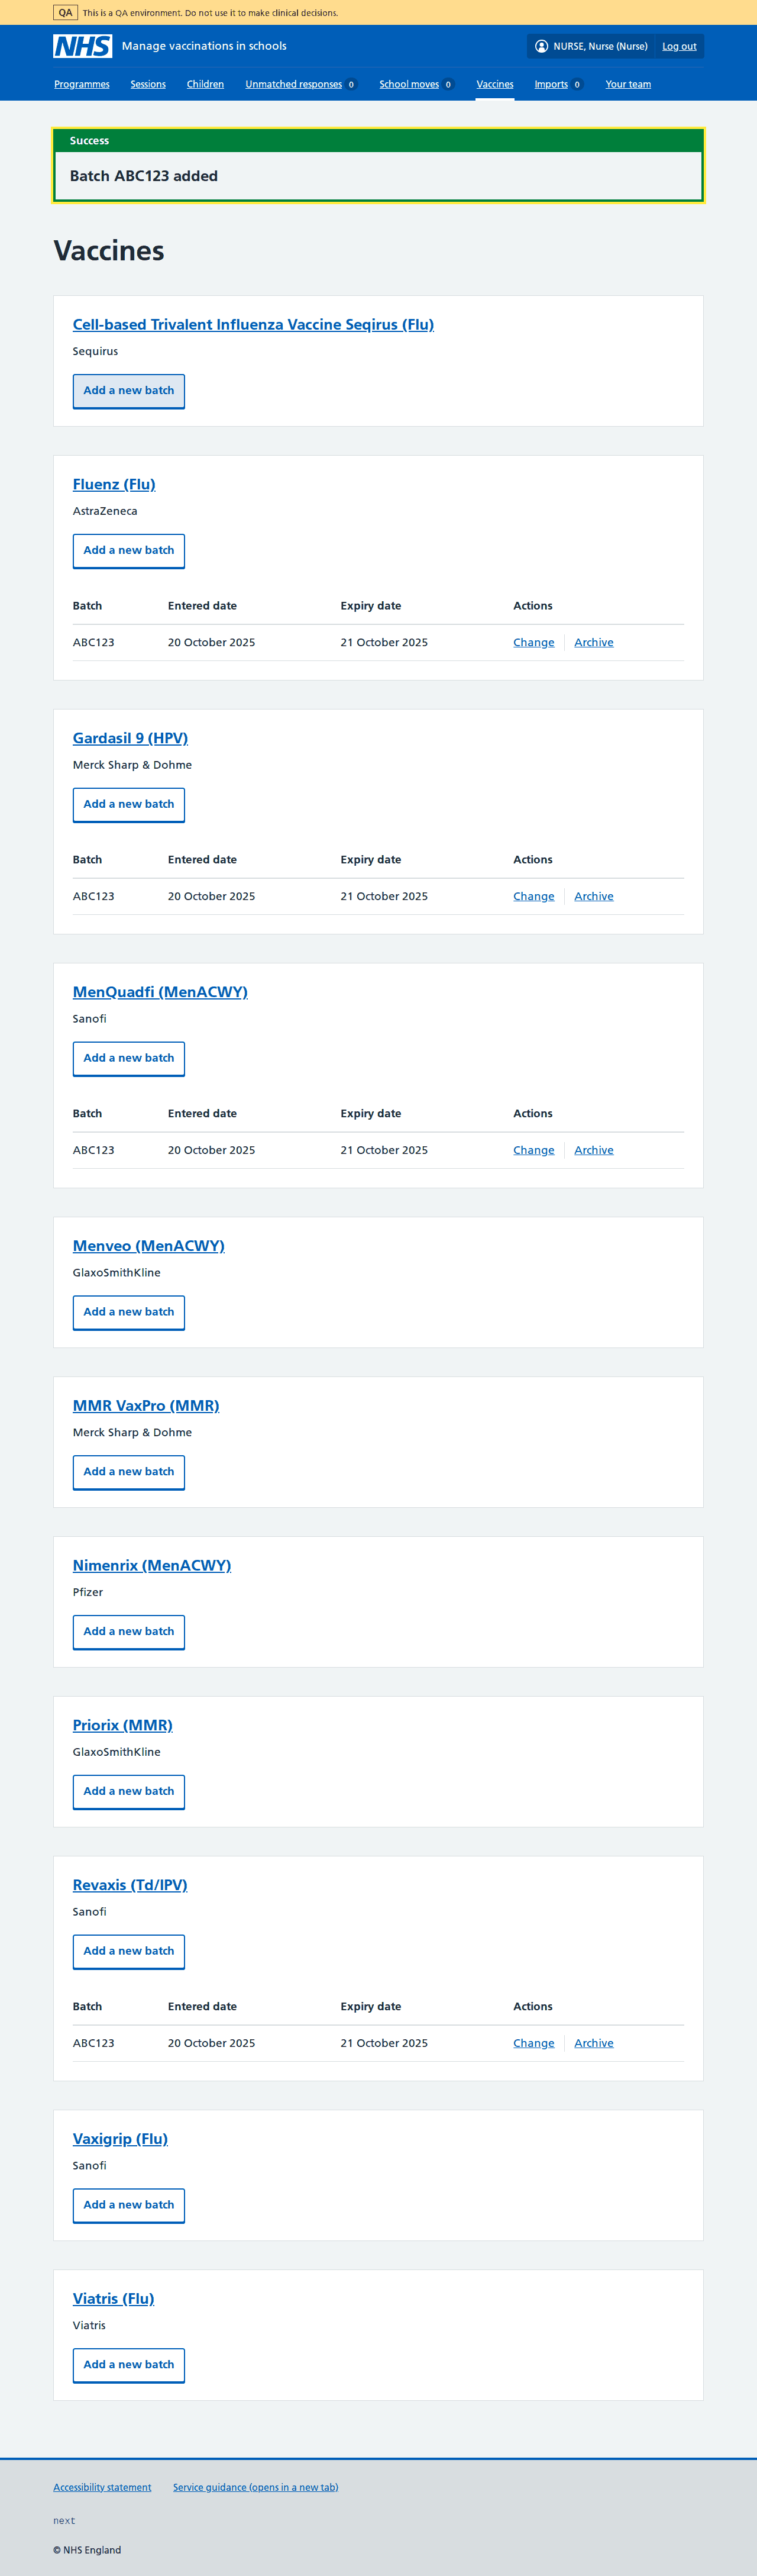 QA This is a QA environment. Do not use it to make clinical decisions.
NHS Manage vaccinations in schools NURSE, Nurse (Nurse) Log out
Programmes Sessions Children Unmatched responses 0 School moves 0 Vaccines Imports 0 Your team
Success
Batch ABC123 added
Vaccines
Cell-based Trivalent Influenza Vaccine Seqirus (Flu)
Sequirus
Add a new batch
Fluenz (Flu)
AstraZeneca
Add a new batch
Batch Entered date Expiry date Actions
ABC123 20 October 2025 21 October 2025 Change Archive
Gardasil 9 (HPV)
Merck Sharp & Dohme
Add a new batch
Batch Entered date Expiry date Actions
ABC123 20 October 2025 21 October 2025 Change Archive
MenQuadfi (MenACWY)
Sanofi
Add a new batch
Batch Entered date Expiry date Actions
ABC123 20 October 2025 21 October 2025 Change Archive
Menveo (MenACWY)
GlaxoSmithKline
Add a new batch
MMR VaxPro (MMR)
Merck Sharp & Dohme
Add a new batch
Nimenrix (MenACWY)
Pfizer
Add a new batch
Priorix (MMR)
GlaxoSmithKline
Add a new batch
Revaxis (Td/IPV)
Sanofi
Add a new batch
Batch Entered date Expiry date Actions
ABC123 20 October 2025 21 October 2025 Change Archive
Vaxigrip (Flu)
Sanofi
Add a new batch
Viatris (Flu)
Viatris
Add a new batch
Accessibility statement Service guidance (opens in a new tab)
next
© NHS England